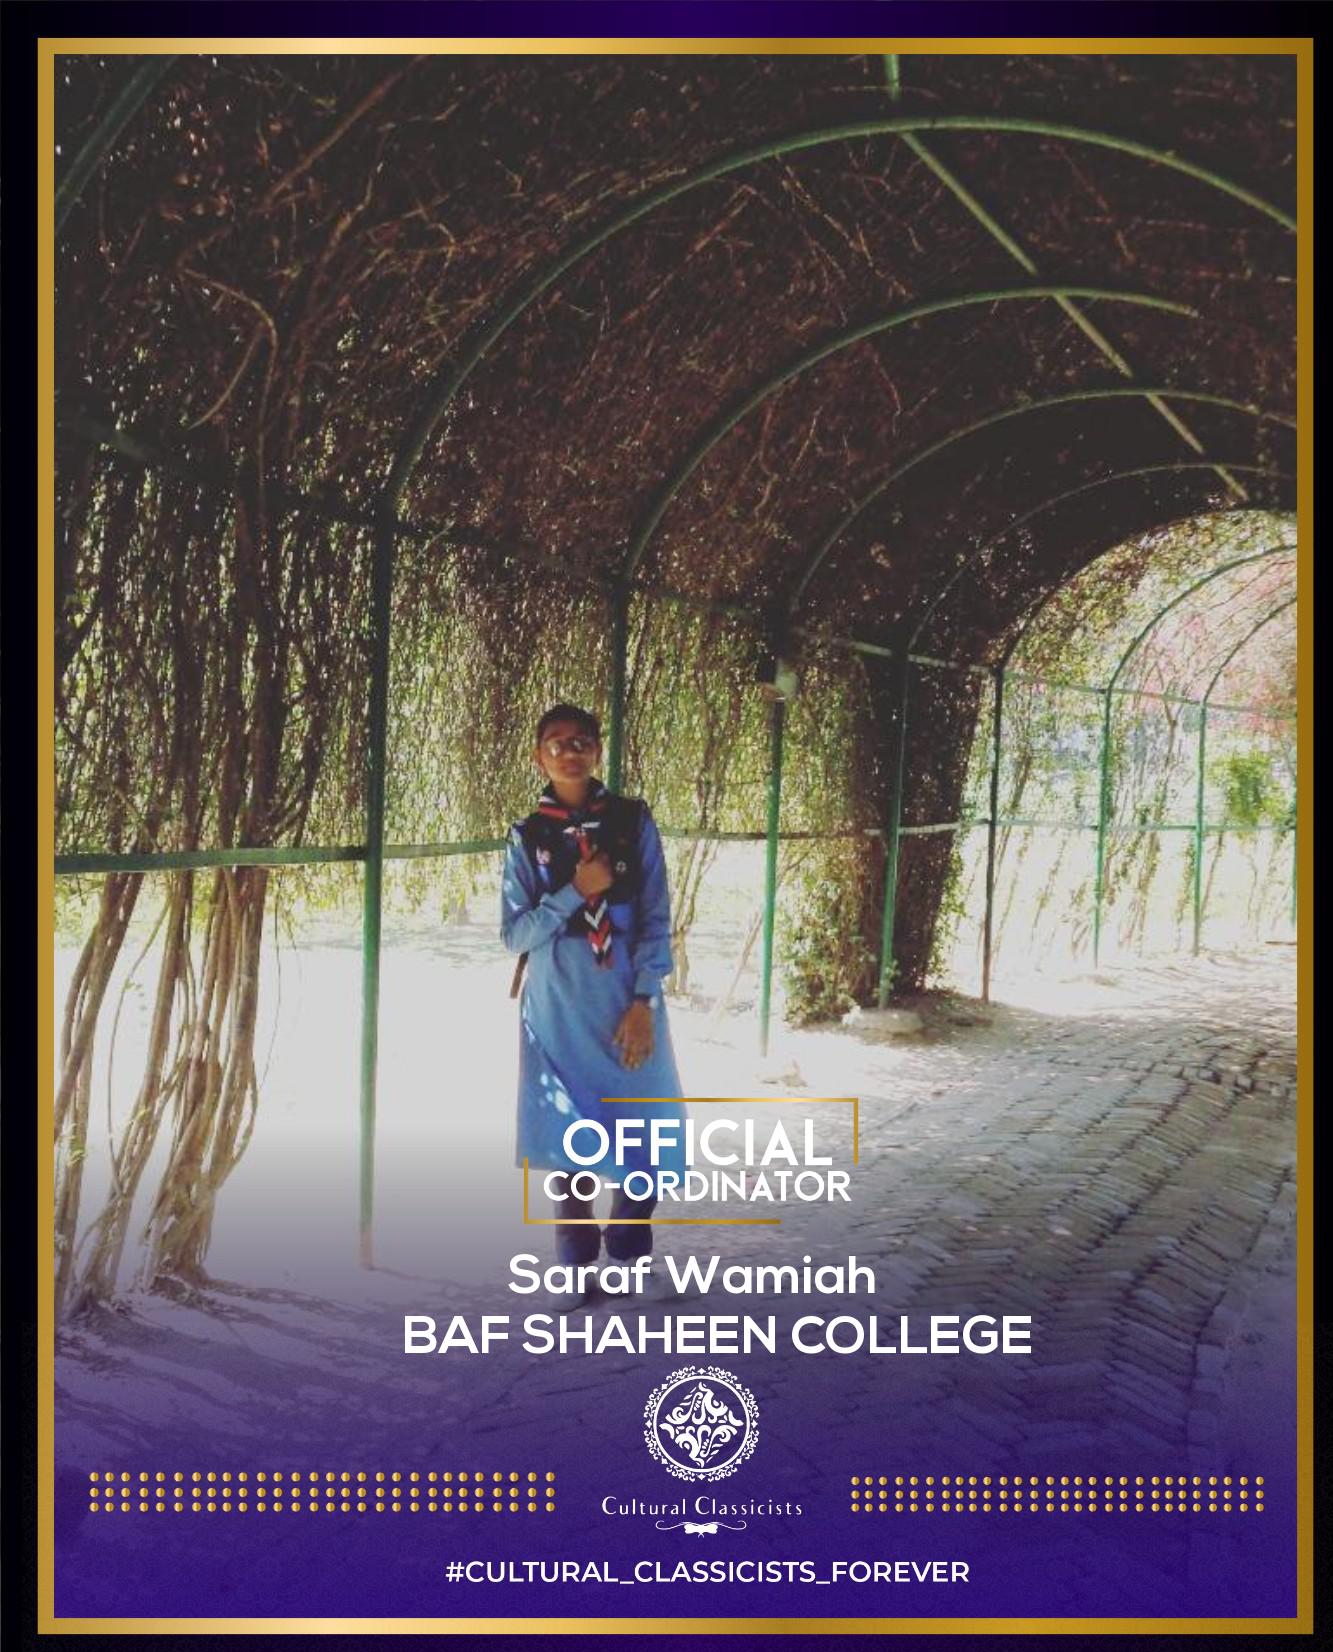 OFFICIAL
CO-ORDINATOR
Saraf Wamiah
BAF SHAHEEN COLLEGE
Cultural Classicists
#CULTURAL_CLASSICISTS_FOREVER